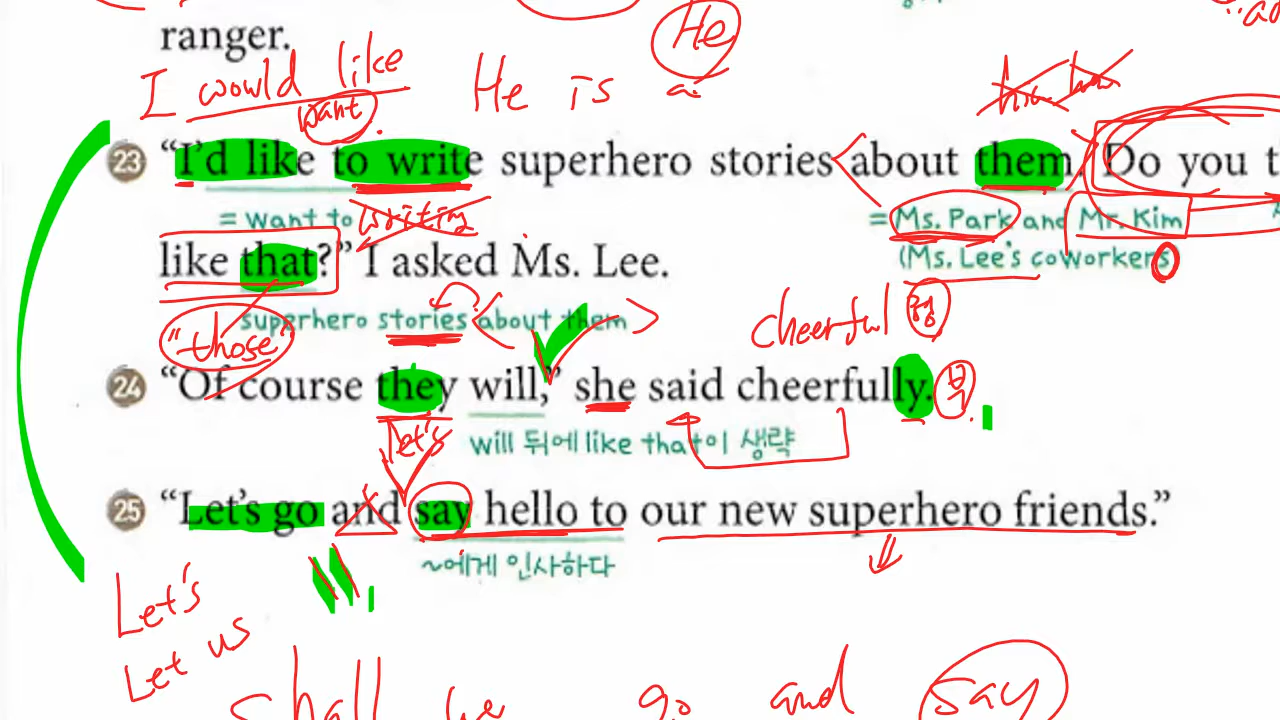 ranger.
He
I would like
He is a
want.
23 "I'd like to write superhero stories about them. Do you t
= want to writing
= Ms. Park and Mr. Kim
(Ms. Lee's coworkers
like that?" I asked Ms. Lee.
superhero stories about them
"those"
cheerful 형
24 "Of course they will," she said cheerfully. 부
let's
will 뒤에 like that이 생략
25 "Let's go and say hello to our new superhero friends."
~에게 인사하다
Let's
Let us
Shall we go and say